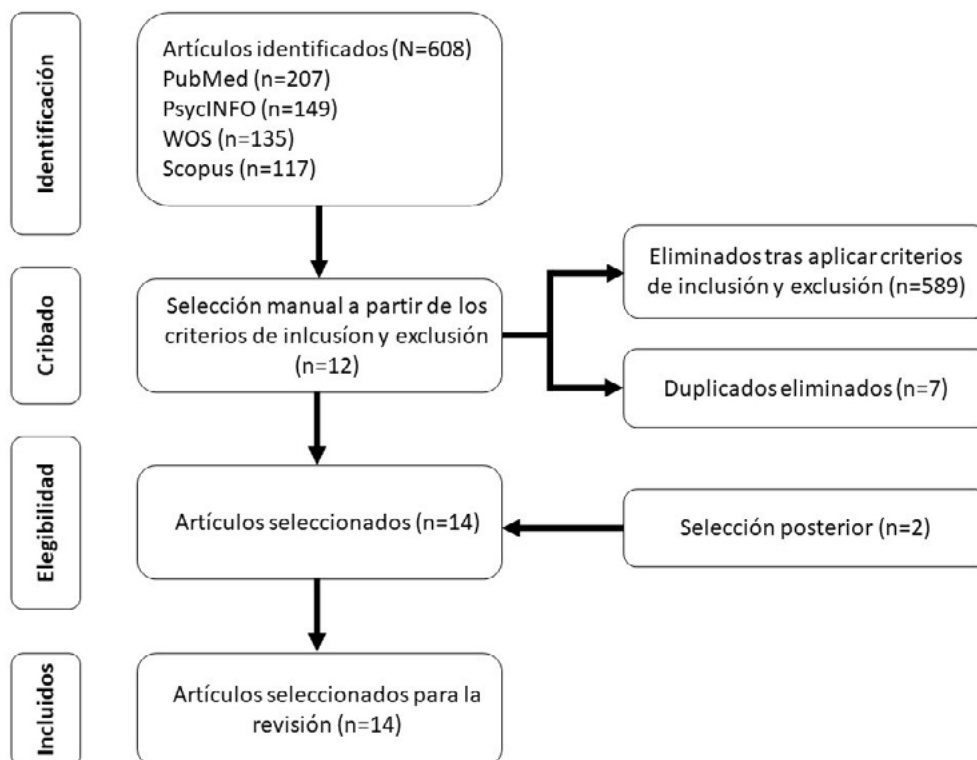 Identificación
Artículos identificados (N=608)
PubMed (n=207)
PsycINFO (n=149)
WOS (n=135)
Scopus (n=117)
Cribado
Selección manual a partir de los
criterios de inlcusíon y exclusión
(n=12)
Eliminados tras aplicar criterios
de inclusión y exclusión (n=589)
Duplicados eliminados (n=7)
Elegibilidad
Artículos seleccionados (n=14)
Selección posterior (n=2)
Incluidos
Artículos seleccionados para la
revisión (n=14)